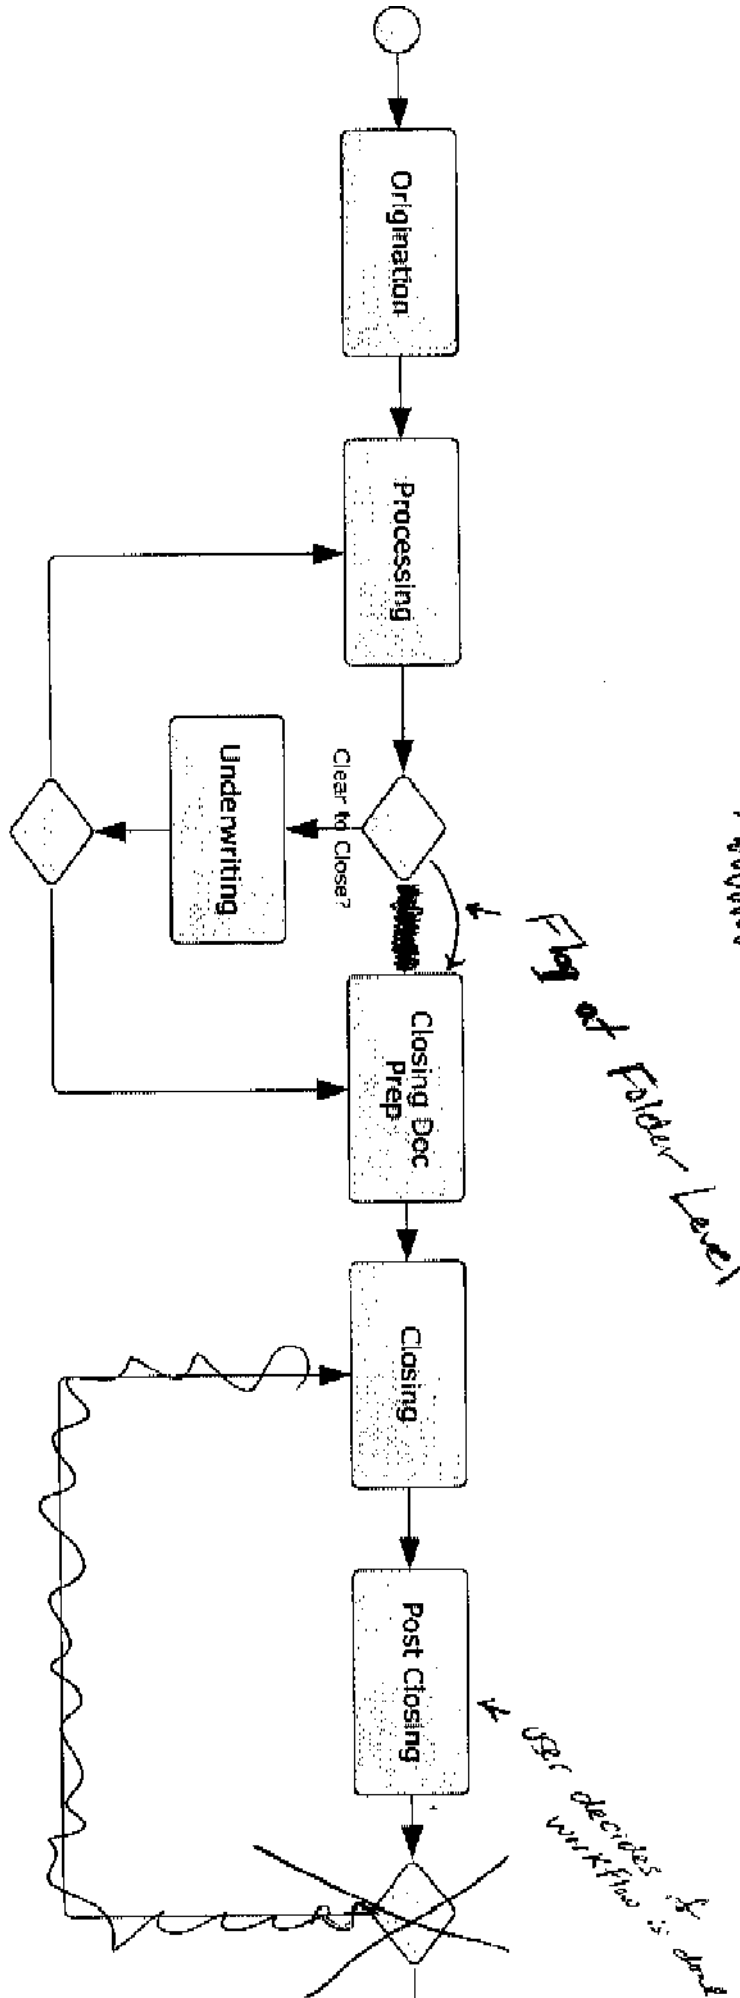 Origination
Processing
Clear to Close?
Underwriting
Flag at Folder Level
Closing Doc
Prep
Closing
Post Closing
user decides if
workflow is done